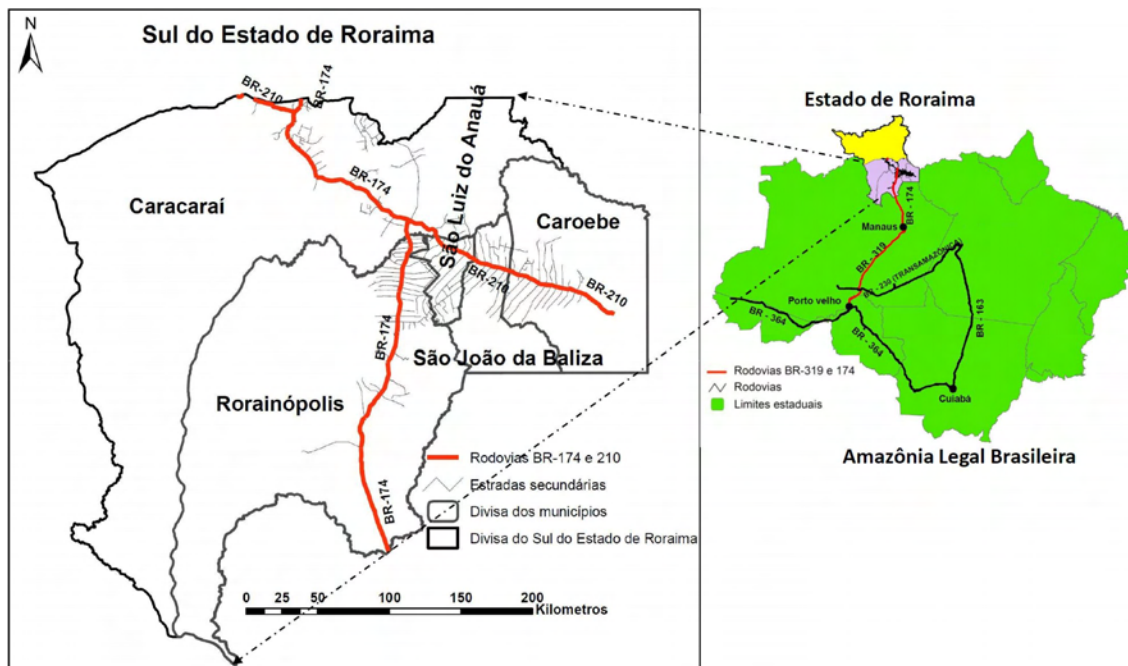 N
Sul do Estado de Roraima
BR-210
BR-174
BR-174
São Luiz do Anauá
Caracaraí
Caroebe
BR-210
BR-210
BR-174
São João da Baliza
Rorainópolis
BR-174
Rodovias BR-174 e 210
Estradas secundárias
Divisa dos municípios
Divisa do Sul do Estado de Roraima
0 25 50 100 150 200
Kilometros
Estado de Roraima
BR - 174
Manaus
BR - 319
BR - 230 (TRANSAMAZÔNICA)
Porto velho
BR - 364
BR - 364
BR - 163
Cuiabá
Rodovias BR-319 e 174
Rodovias
Limites estaduais
Amazônia Legal Brasileira